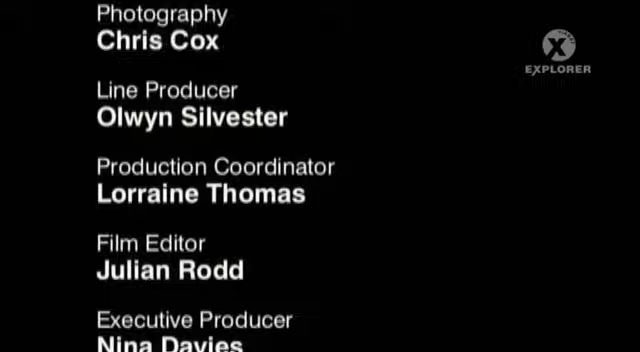 Photography
Chris Cox
Line Producer
Olwyn Silvester
Production Coordinator
Lorraine Thomas
Film Editor
Julian Rodd
Executive Producer
Nina Davies
X
EXPLORER